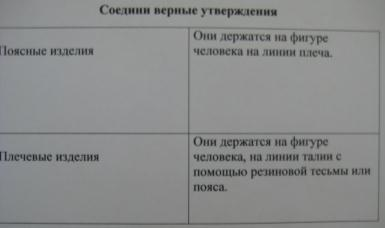 Соедини верные утверждения
Поясные изделия
Они держатся на фигуре
человека на линии плеча.
Плечевые изделия
Они держатся на фигуре
человека, на линии талии с
помощью резиновой тесьмы или
пояса.